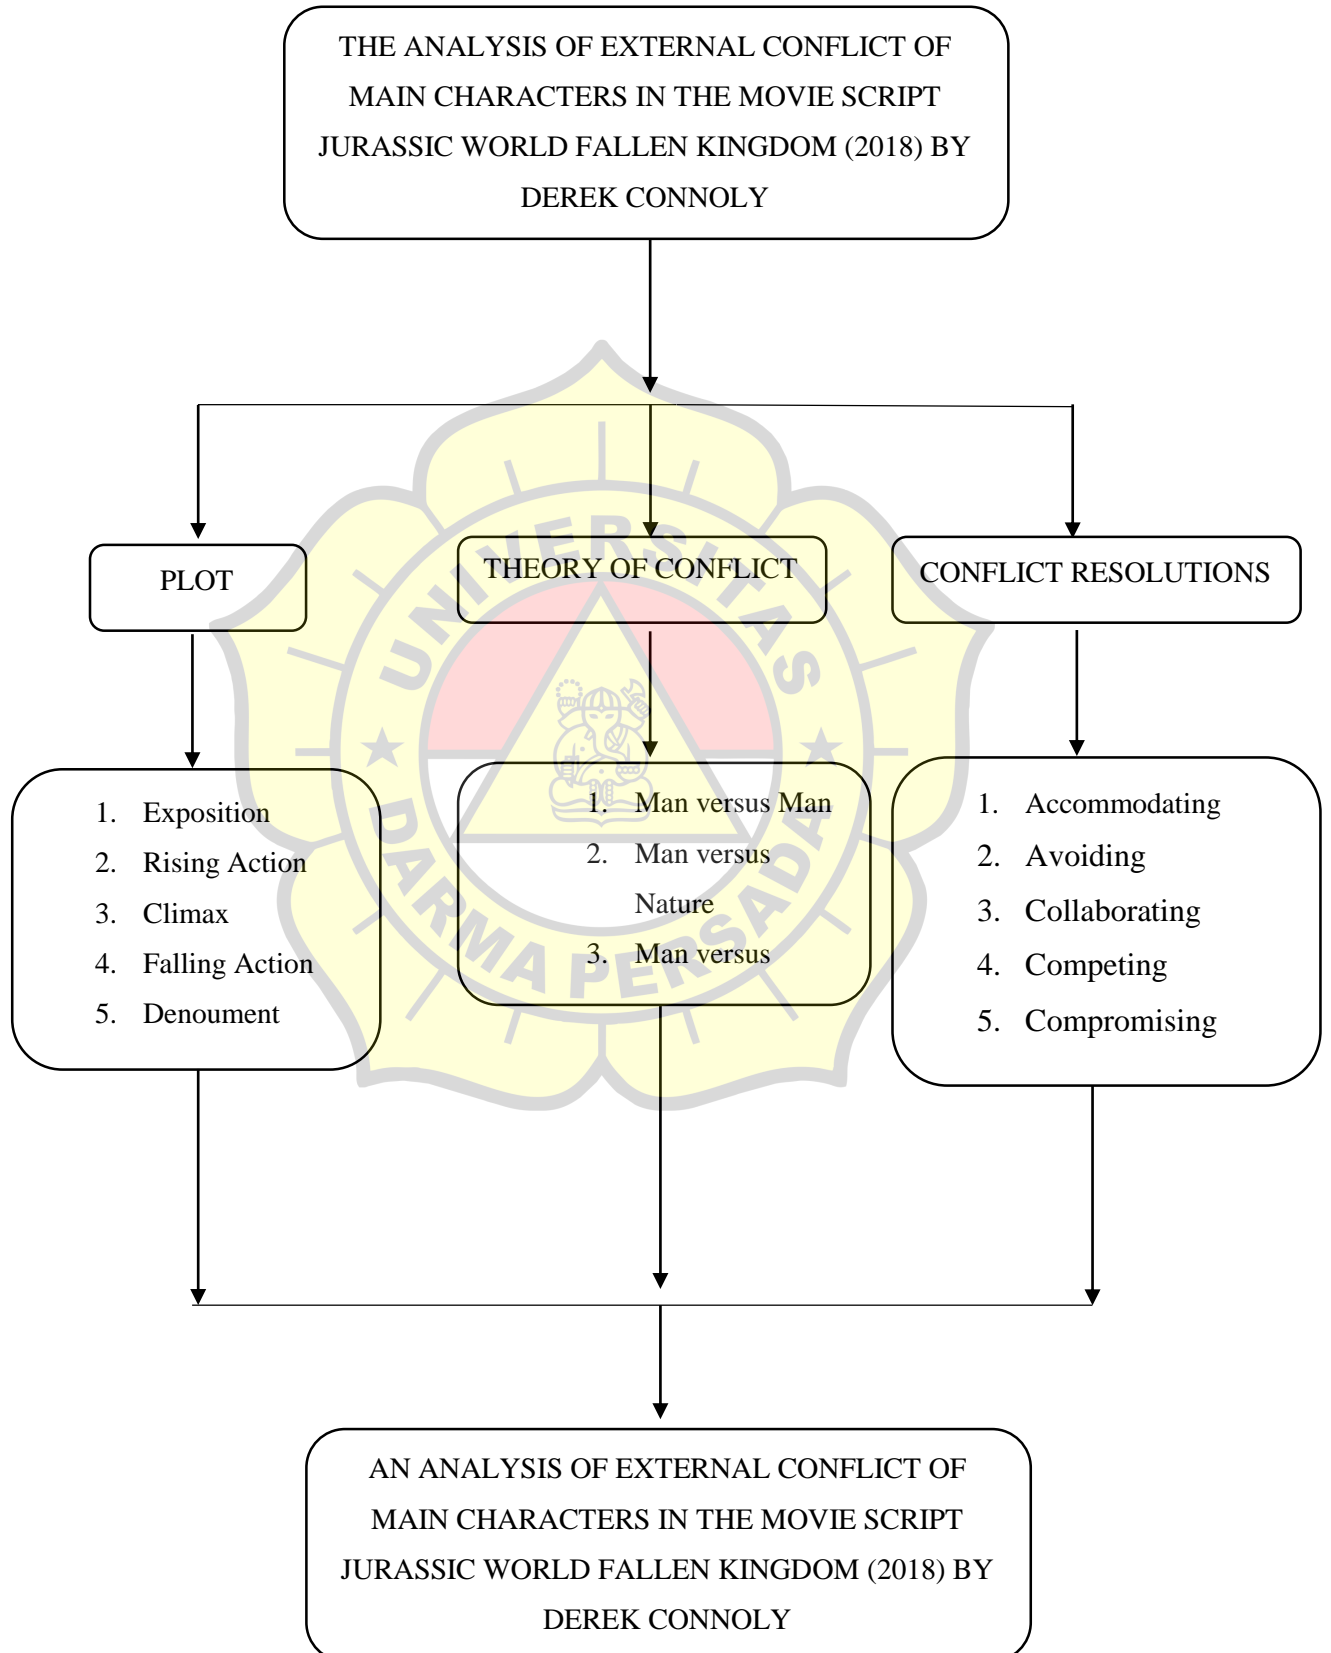 THE ANALYSIS OF EXTERNAL CONFLICT OF
MAIN CHARACTERS IN THE MOVIE SCRIPT
JURASSIC WORLD FALLEN KINGDOM (2018) BY
DEREK CONNOLY
PLOT
THEORY OF CONFLICT
CONFLICT RESOLUTIONS
1. Exposition
2. Rising Action
3. Climax
4. Falling Action
5. Denoument
1. Man versus Man
2. Man versus
Nature
3. Man versus
1. Accommodating
2. Avoiding
3. Collaborating
4. Competing
5. Compromising
UNIVERSITAS
DARMA PERSADA
AN ANALYSIS OF EXTERNAL CONFLICT OF
MAIN CHARACTERS IN THE MOVIE SCRIPT
JURASSIC WORLD FALLEN KINGDOM (2018) BY
DEREK CONNOLY